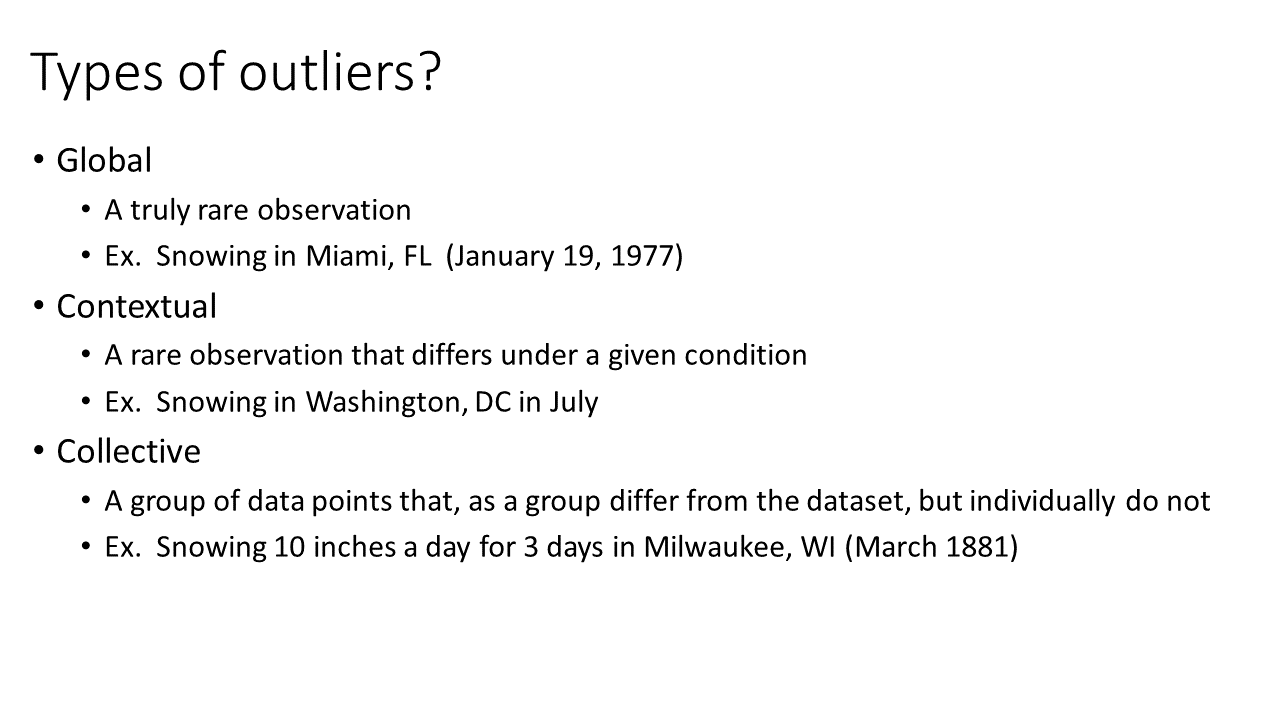 Types of outliers?
• Global
• A truly rare observation
• Ex.  Snowing in Miami, FL  (January 19, 1977)
• Contextual
• A rare observation that differs under a given condition
• Ex.  Snowing in Washington, DC in July
• Collective
• A group of data points that, as a group differ from the dataset, but individually do not
• Ex.  Snowing 10 inches a day for 3 days in Milwaukee, WI (March 1881)